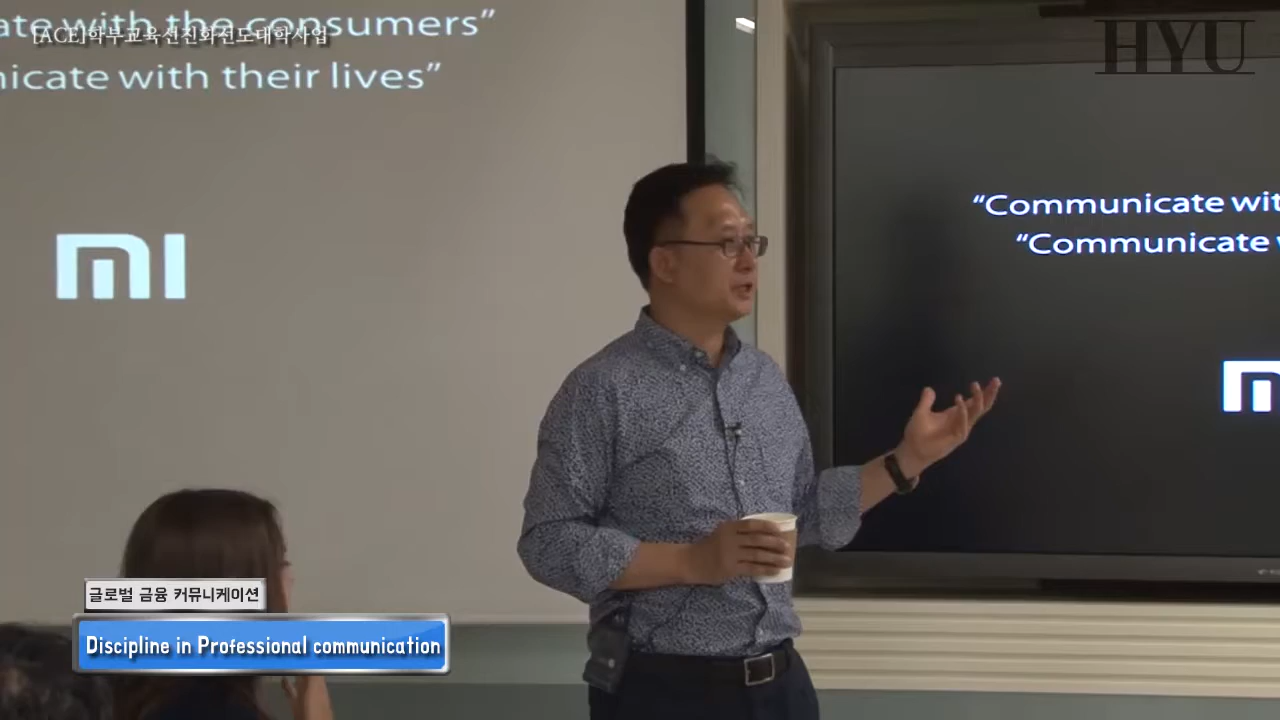 ate with the consumers”
[ACE]학부교육선진화선도대학사업
nicate with their lives”
HYU
“Communicate wit
“Communicate
MI
글로벌 금융 커뮤니케이션
Discipline in Professional communication